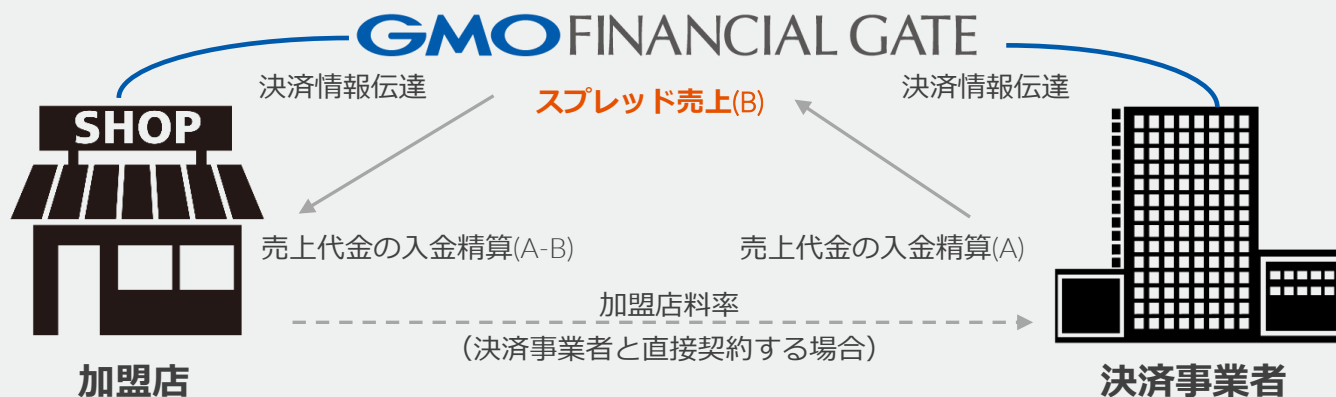 GMO FINANCIAL GATE
決済情報伝達
スプレッド売上(B)
決済情報伝達
SHOP
売上代金の入金精算(A-B)
売上代金の入金精算(A)
加盟店料率
（決済事業者と直接契約する場合）
加盟店
決済事業者